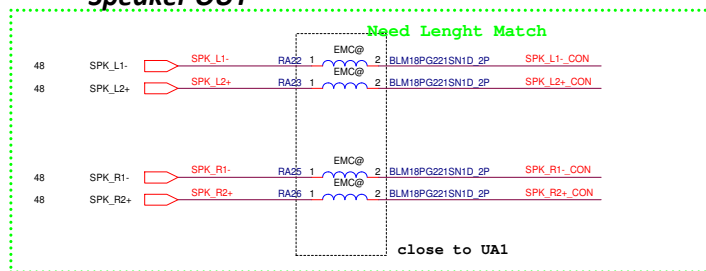 Speaker OUT
Need Lenght Match
EMC@
48 SPK_L1- SPK_L1- RA22 1 2 BLM18PG221SN1D_2P SPK_L1-_CON
EMC@
48 SPK_L2+ SPK_L2+ RA23 1 2 BLM18PG221SN1D_2P SPK_L2+_CON
EMC@
48 SPK_R1- SPK_R1- RA25 1 2 BLM18PG221SN1D_2P SPK_R1-_CON
EMC@
48 SPK_R2+ SPK_R2+ RA26 1 2 BLM18PG221SN1D_2P SPK_R2+_CON
close to UA1